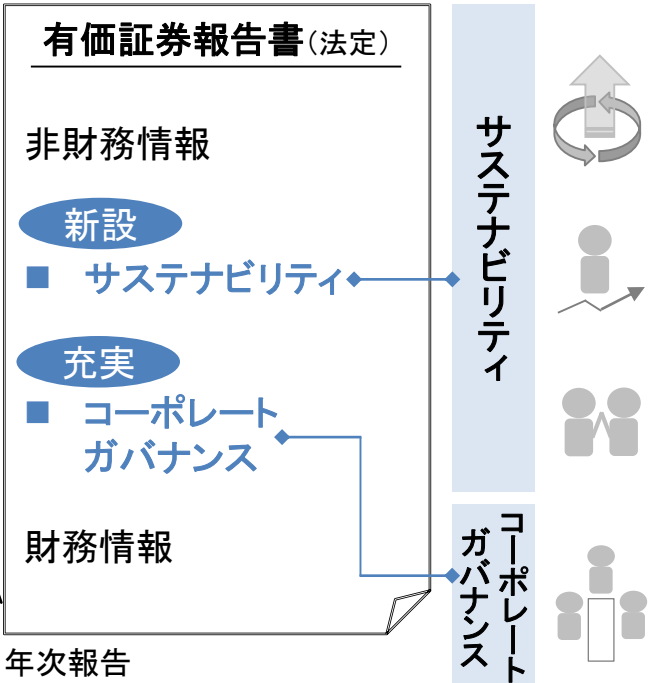 有価証券報告書(法定)
非財務情報
新設
■ サステナビリティ
充実
■ コーポレート
ガバナンス
財務情報
年次報告
サステナビリティ
コーポレート
ガバナンス